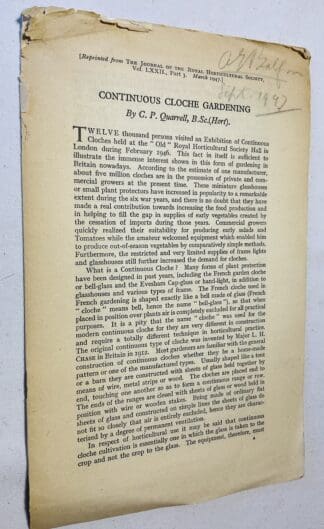 [Reprinted from THE JOURNAL OF THE ROYAL HORTICULTURAL SOCIETY,
Vol. LXXII, Part 3. March 1947.]
Sept. 1947
CONTINUOUS CLOCHE GARDENING
By C. P. Quarrell, B.Sc.(Hort).
TWELVE thousand persons visited an Exhibition of Continuous
Cloches held at the "Old" Royal Horticultural Society Hall in
London during February 1946. This fact in itself is sufficient to
illustrate the immense interest shown in this form of gardening in
Britain nowadays. According to the estimate of one manufacturer,
about five million cloches are in the possession of private and com-
mercial growers at the present time. These miniature glasshouses
or small plant protectors have increased in popularity to a remarkable
extent during the six war years, and there is no doubt that they have
made a real contribution towards increasing the food production and
in helping to fill the gap in supplies of early vegetables created by
the cessation of imports during those years. Commercial growers
quickly realized their suitability for producing early salads and
Tomatoes while the amateur welcomed equipment which enabled him
to produce out-of-season vegetables by comparatively simple methods.
Furthermore, the restricted and very limited supplies of frame lights
and glasshouses still further increased the demand for cloches.
What is a Continuous Cloche? Many forms of plant protection
have been designed in past years, including the French garden cloche
or bell-glass and the Evesham Cap-glass or hand-light, in addition to
glasshouses and various types of frame. The French cloche used in
French gardening is shaped exactly like a bell made of glass (French
"cloche" means bell, hence the name "bell-glass"), so that when
placed in position over plants air is completely excluded for all practical
purposes. It is a pity that the name "cloche" was used for the
modern continuous cloche for they are very different in construction
and require a totally different technique in horticultural practice.
The original continuous type of cloche was invented by Major L. H.
CHASE in Britain in 1912. Most gardeners are familiar with the general
construction of continuous cloches whether they be a home-made
pattern or one of the manufactured types. Usually shaped like a tent
or a barn they are constructed with sheets of glass held together by
means of wire, metal strips or wood. The cloches are placed end to
end, touching one another so as to form a continuous range or row.
The ends of the ranges are closed with sheets of glass or wood held in
position with wire or wooden stakes. Being made of ordinary flat
sheets of glass and constructed on simple lines the sheets of glass do
not fit so closely that air is entirely excluded, hence they are charac-
terised by a degree of permanent ventilation.
In respect of horticultural use it may be said that continuous
cloche cultivation is essentially one in which the glass is taken to the
crop and not the crop to the glass. The equipment, therefore, must